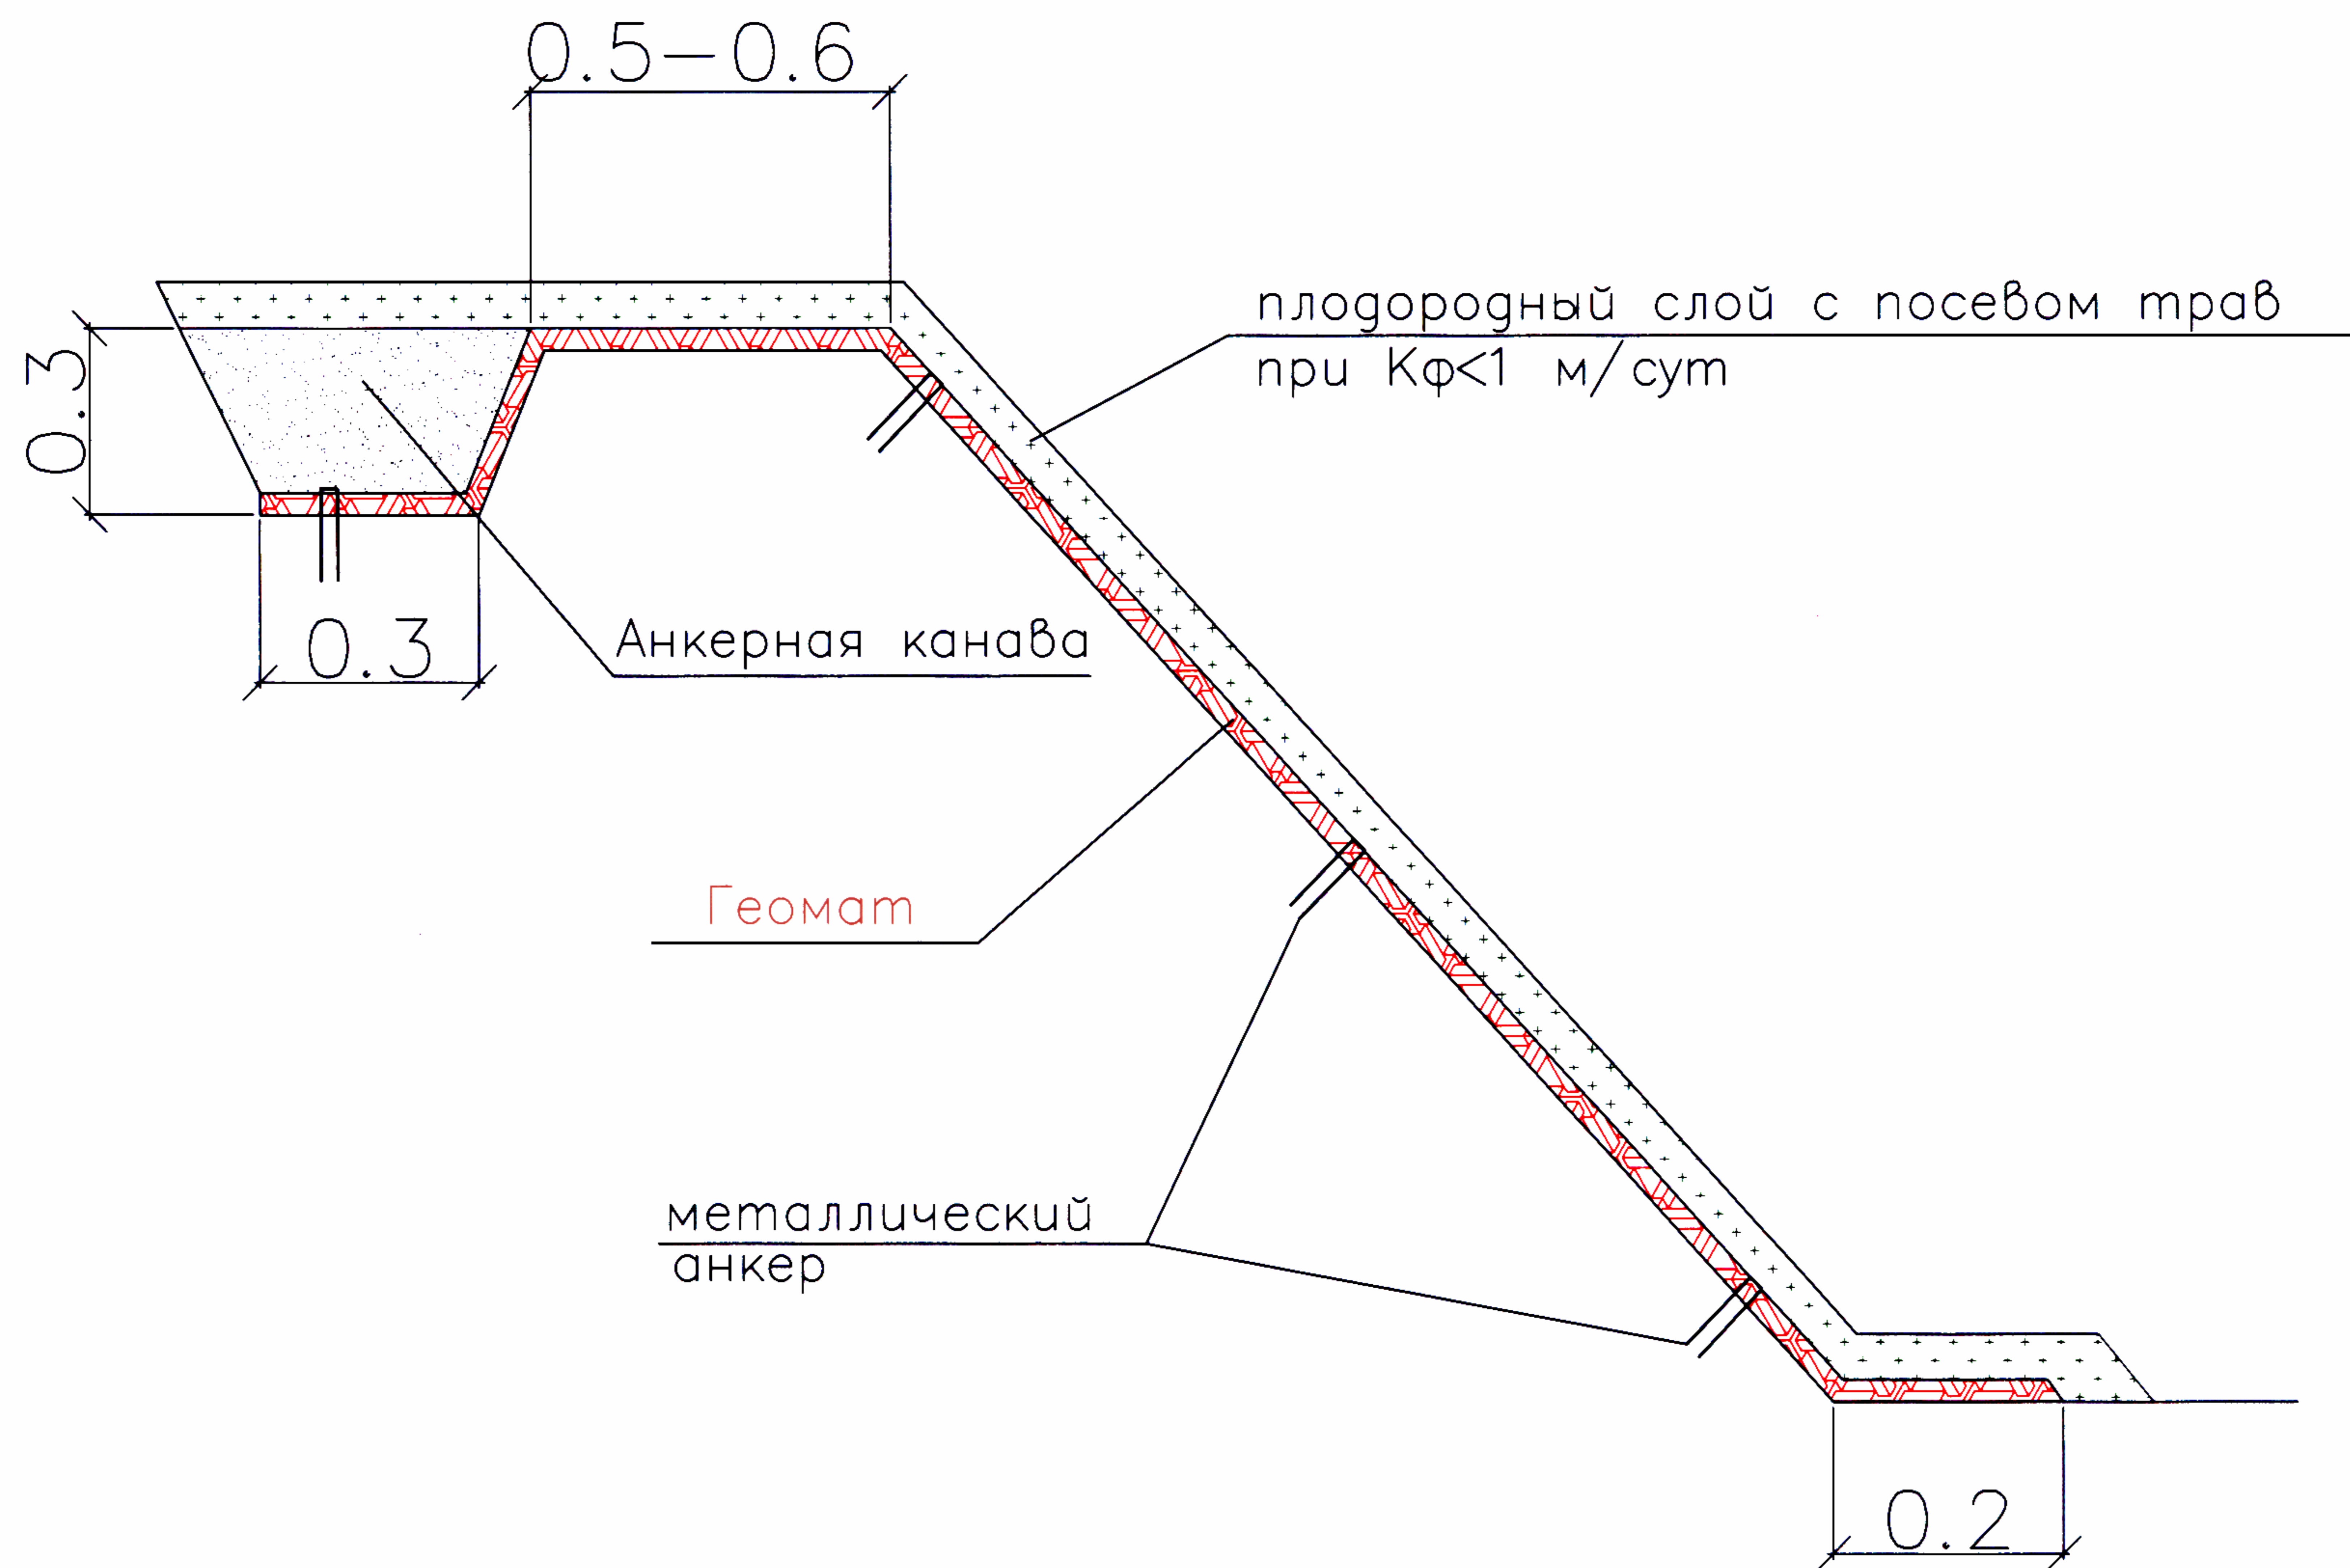 0.5-0.6
плодородный слой с посевом трав
при Кф<1 м/сут
0.3
0.3
Анкерная канава
Геомат
металлический
анкер
0.2